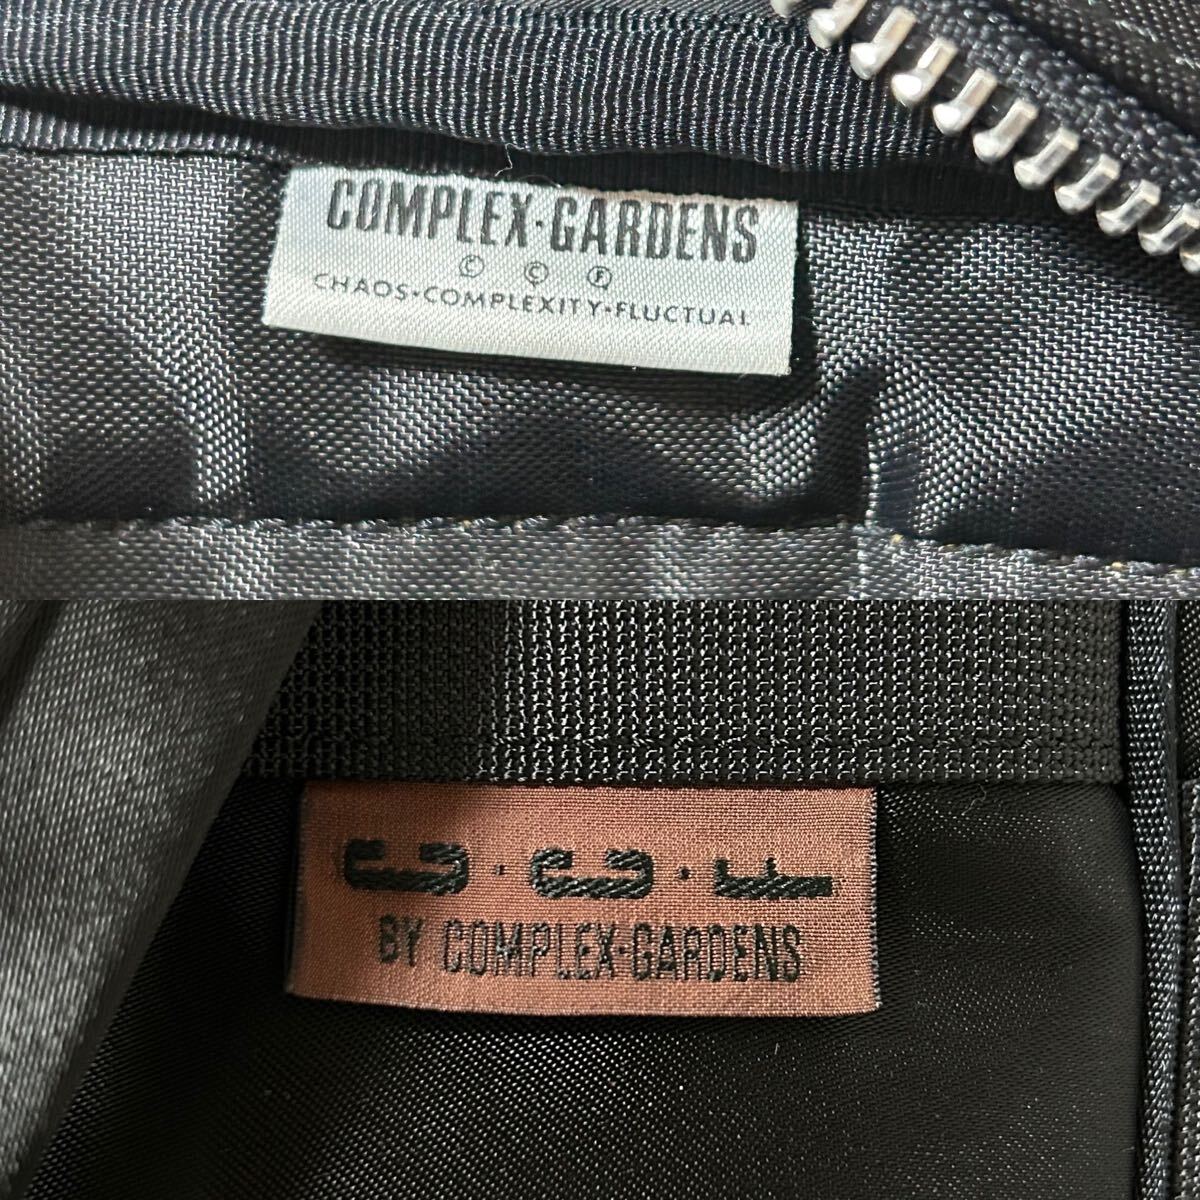 COMPLEX·GARDENS
© © Ⓕ
CHAOS·COMPLEXITY·FLUCTUAL
C·C·F
BY COMPLEX·GARDENS